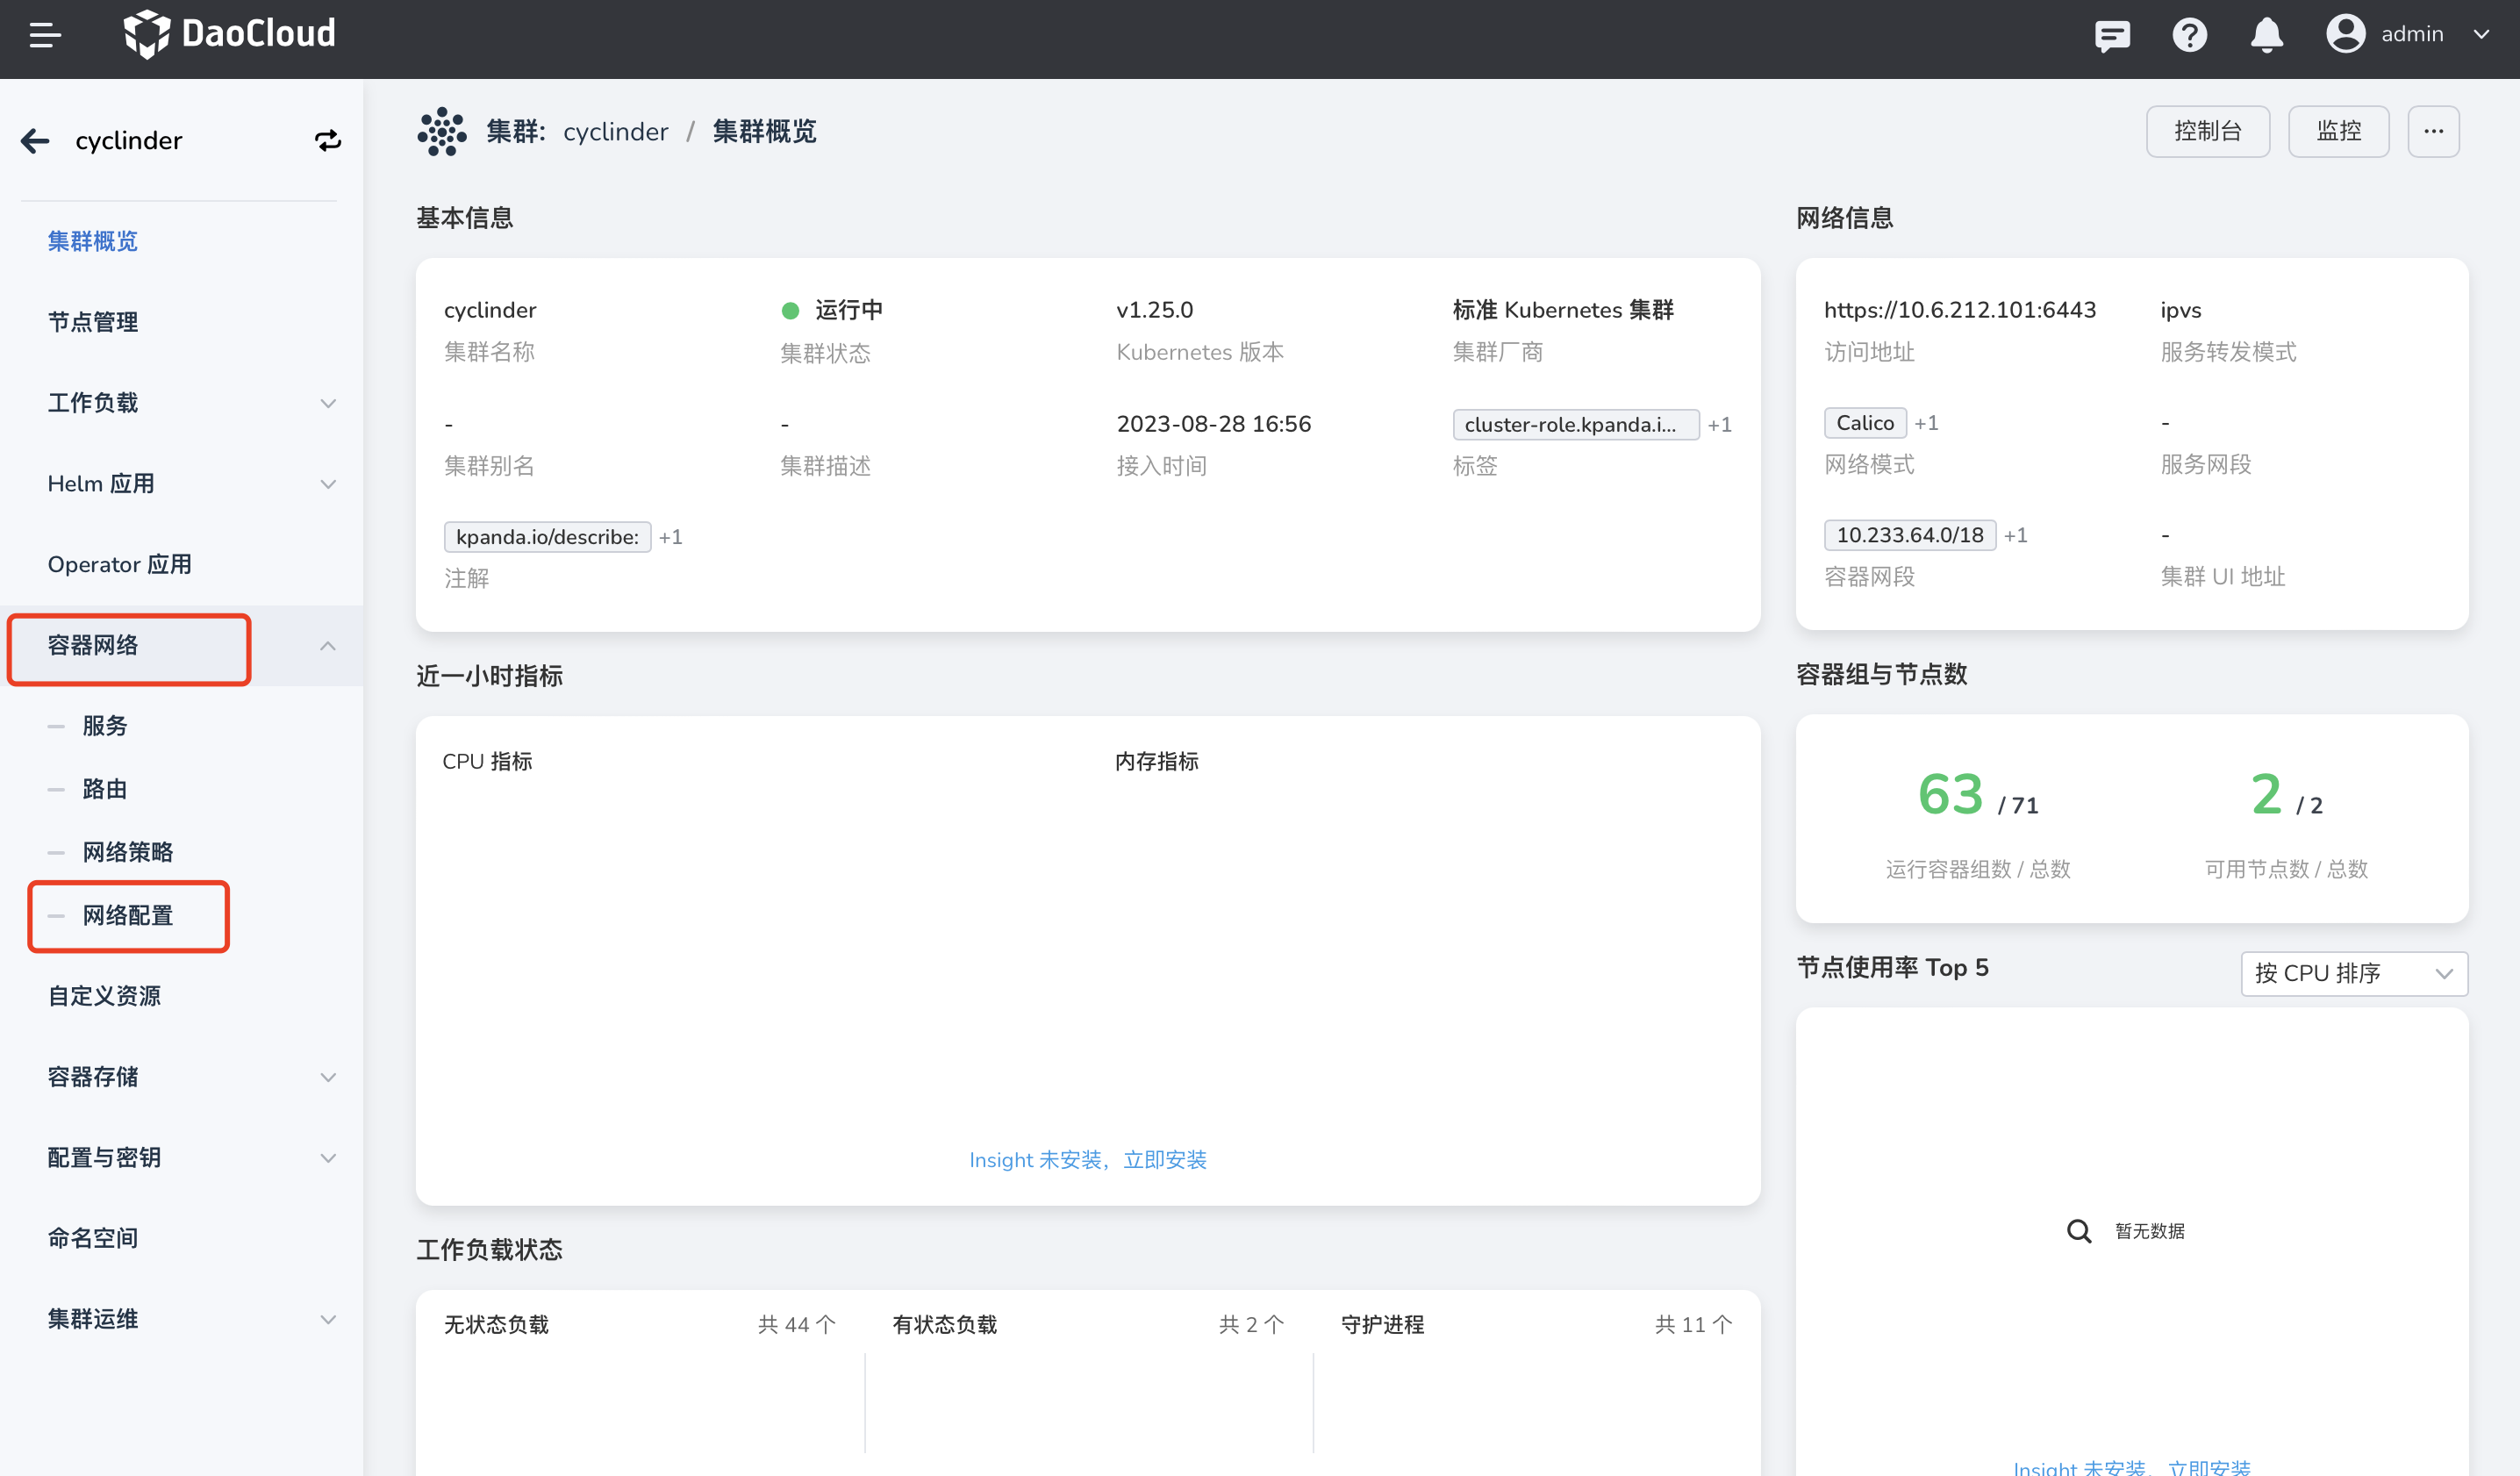 DaoCloud
admin
cyclinder
集群概览
节点管理
工作负载
Helm 应用
Operator 应用
容器网络
服务
路由
网络策略
网络配置
自定义资源
容器存储
配置与密钥
命名空间
集群运维
集群: cyclinder / 集群概览
控制台 监控 ...
基本信息
cyclinder 运行中 v1.25.0 标准 Kubernetes 集群
集群名称 集群状态 Kubernetes 版本 集群厂商
- - 2023-08-28 16:56 cluster-role.kpanda.i... +1
集群别名 集群描述 接入时间 标签
kpanda.io/describe: +1
注解
网络信息
https://10.6.212.101:6443 ipvs
访问地址 服务转发模式
Calico +1 -
网络模式 服务网段
10.233.64.0/18 +1 -
容器网段 集群 UI 地址
近一小时指标
CPU 指标 内存指标
Insight 未安装，立即安装
容器组与节点数
63 / 71 2 / 2
运行容器组数 / 总数 可用节点数 / 总数
节点使用率 Top 5 按 CPU 排序
暂无数据
Insight 未安装，立即安装
工作负载状态
无状态负载 共 44 个 有状态负载 共 2 个 守护进程 共 11 个